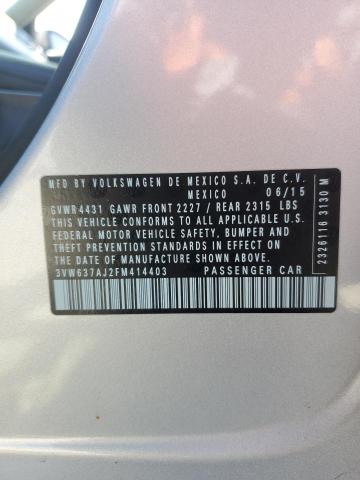 MFD. BY VOLKSWAGEN DE MEXICO S.A. DE C.V.
MEXICO 06/15
GVWR4431 GAWR FRONT 2227 / REAR 2315 LBS
THIS VEHICLE CONFORMS TO ALL APPLICABLE U.S.
FEDERAL MOTOR VEHICLE SAFETY, BUMPER, AND
THEFT PREVENTION STANDARDS IN EFFECT ON THE
DATE OF MANUFACTURE SHOWN ABOVE.
3VW637AJ2FM414403 PASSENGER CAR
2326116 3130 M